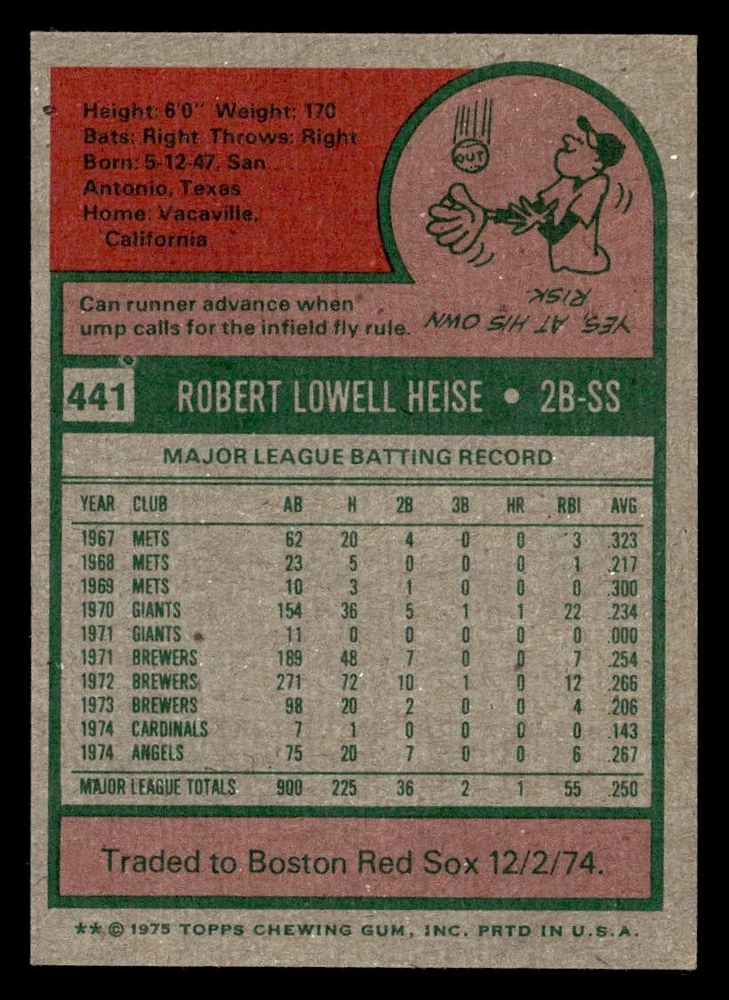 Height: 6'0" Weight: 170
Bats: Right Throws: Right
Born: 5-12-47, San
Antonio, Texas
Home: Vacaville,
California
OUT
Can runner advance when
ump calls for the infield fly rule.
YES, AT HIS OWN
RISK.
441 ROBERT LOWELL HEISE • 2B-SS
MAJOR LEAGUE BATTING RECORD
YEAR CLUB AB H 2B 3B HR RBI AVG
1967 METS 62 20 4 0 0 3 .323
1968 METS 23 5 0 0 0 1 .217
1969 METS 10 3 1 0 0 0 .300
1970 GIANTS 154 36 5 1 1 22 .234
1971 GIANTS 11 0 0 0 0 0 .000
1971 BREWERS 189 48 7 0 0 7 .254
1972 BREWERS 271 72 10 1 0 12 .266
1973 BREWERS 98 20 2 0 0 4 .206
1974 CARDINALS 7 1 0 0 0 0 .143
1974 ANGELS 75 20 7 0 0 6 .267
MAJOR LEAGUE TOTALS 900 225 36 2 1 55 .250
Traded to Boston Red Sox 12/2/74.
** © 1975 TOPPS CHEWING GUM, INC. PRTD IN U.S.A.